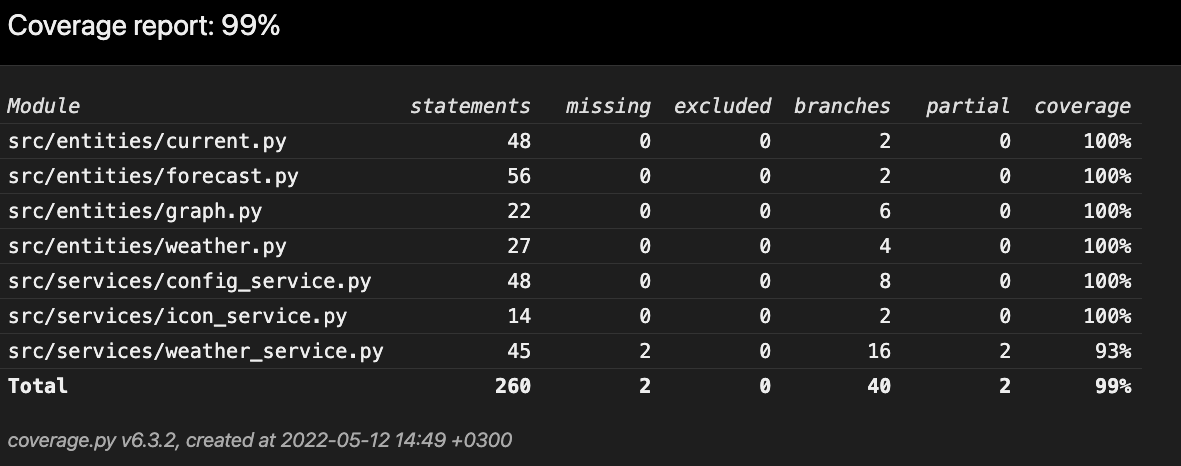 Coverage report: 99%
Module statements missing excluded branches partial coverage
src/entities/current.py 48 0 0 2 0 100%
src/entities/forecast.py 56 0 0 2 0 100%
src/entities/graph.py 22 0 0 6 0 100%
src/entities/weather.py 27 0 0 4 0 100%
src/services/config_service.py 48 0 0 8 0 100%
src/services/icon_service.py 14 0 0 2 0 100%
src/services/weather_service.py 45 2 0 16 2 93%
Total 260 2 0 40 2 99%
coverage.py v6.3.2, created at 2022-05-12 14:49 +0300